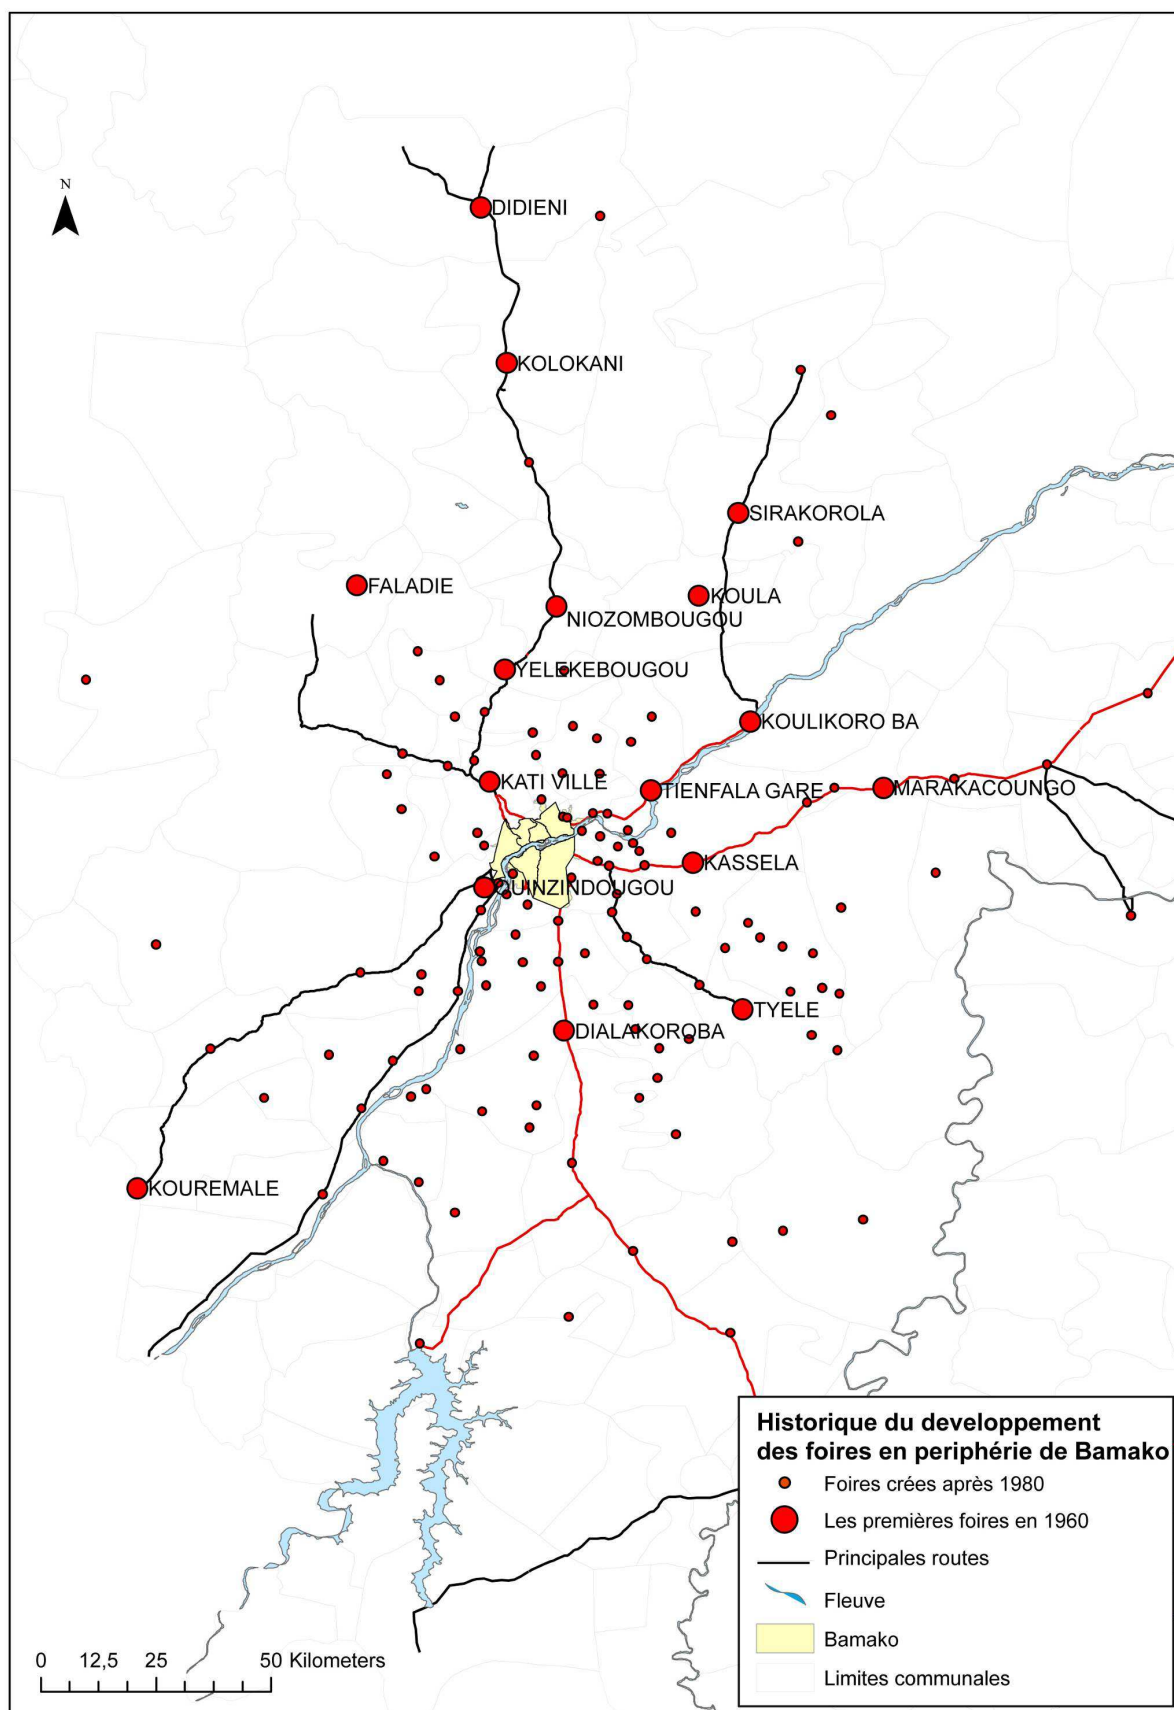 N
DIDIENI
KOLOKANI
SIRAKOROLA
FALADIE
KOULA
NIOZOMBOUGOU
YELEKEBOUGOU
KOULIKORO BA
KATI VILLE
TIENFALA GARE
MARAKACOUNGO
KASSELA
OUINZINDOUGOU
TYELE
DIALAKOROBA
KOUREMALE
Historique du developpement
des foires en periphérie de Bamako
Foires crées après 1980
Les premières foires en 1960
Principales routes
Fleuve
Bamako
Limites communales
0 12,5 25 50 Kilometers